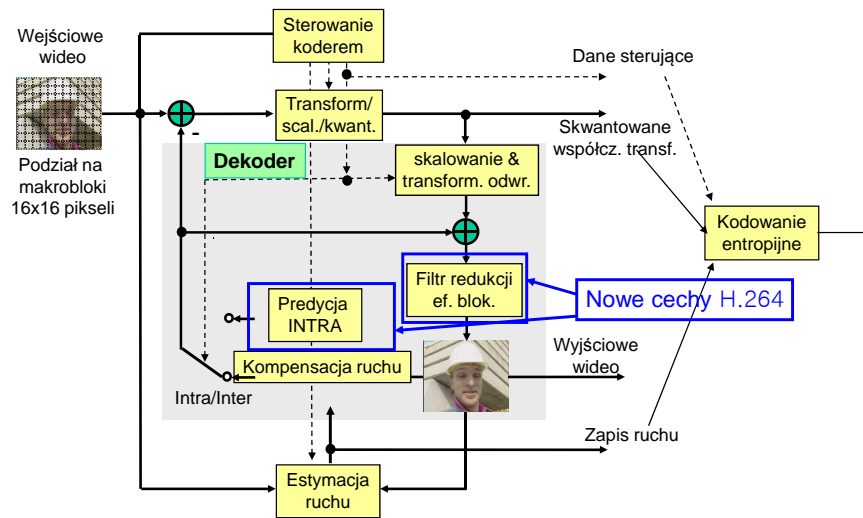 Sterowanie
koderem
Wejściowe
wideo
Dane sterujące
Transform/
scal./kwant.
-
Skwantowane
współcz. transf.
Podział na
makrobloki
16x16 pikseli
Dekoder
skalowanie &
transform. odwr.
Kodowanie
entropijne
Filtr redukcji
ef. blok.
Nowe cechy H.264
Predycja
INTRA
Kompensacja ruchu
Wyjściowe
wideo
Intra/Inter
Zapis ruchu
Estymacja
ruchu